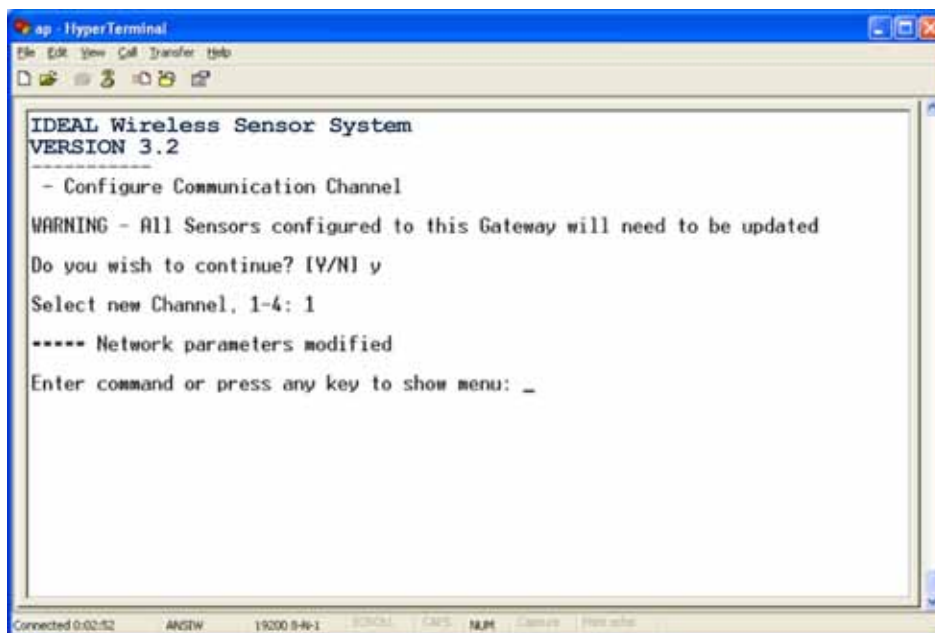 ap - HyperTerminal
File Edit View Call Transfer Help
IDEAL Wireless Sensor System
VERSION 3.2
-----------
- Configure Communication Channel
WARNING - All Sensors configured to this Gateway will need to be updated
Do you wish to continue? [Y/N] y
Select new Channel, 1-4: 1
----- Network parameters modified
Enter command or press any key to show menu: _
Connected 0:02:52 ANSIW 19200 8-N-1 SCROLL CAPS NUM Capture Print echo